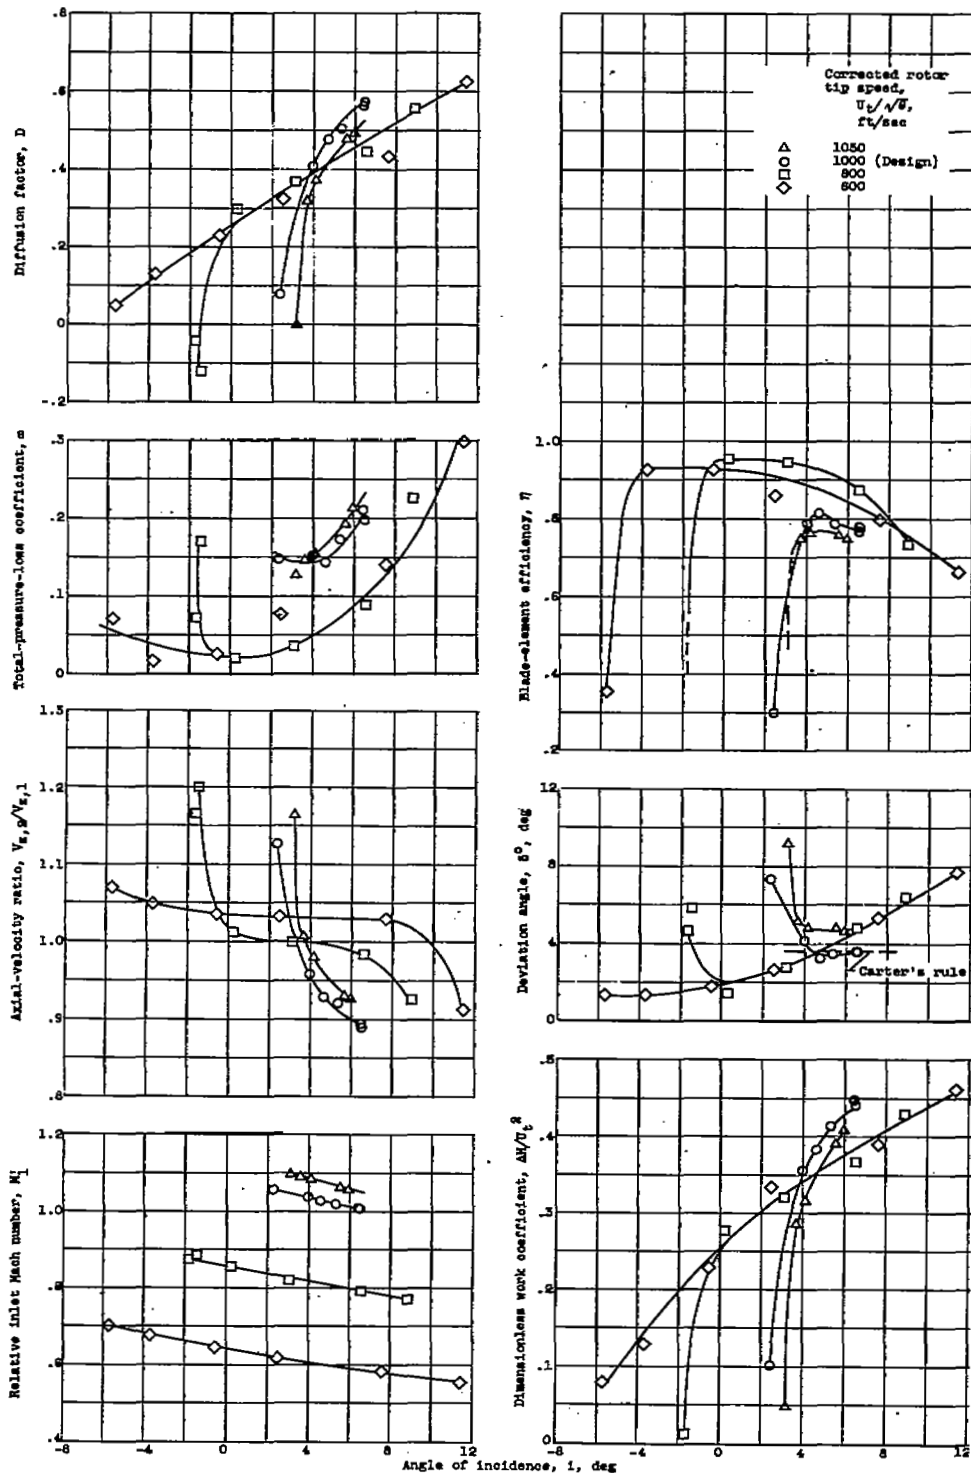 .8
.6
.4
.2
0
-.2
Diffusion factor, D
Corrected rotor
tip speed,
U_t/√θ,
ft/sec
△ 1050
○ 1000 (Design)
□ 800
◇ 600
.3
.2
.1
0
Total-pressure-loss coefficient, ω
1.0
.8
.6
.4
.2
Blade-element efficiency, η
1.3
1.2
1.1
1.0
.9
.8
Axial-velocity ratio, V_z,2/V_z,1
12
8
4
0
Deviation angle, δ°, deg
Carter's rule
1.2
1.0
.8
.6
.4
Relative inlet Mach number, M'_1
.5
.4
.3
.2
.1
0
Dimensionless work coefficient, ΔH/U_t²
-8 -4 0 4 8 12
-8 -4 0 4 8 12
Angle of incidence, i, deg